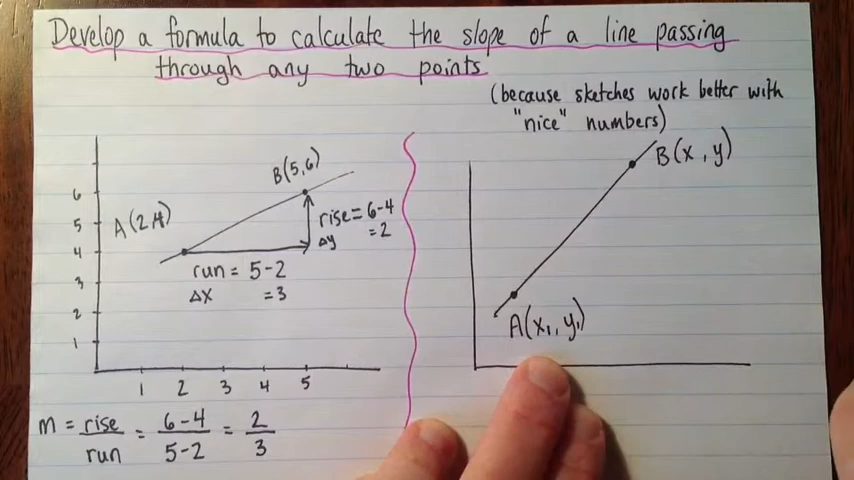 Develop a formula to calculate the slope of a line passing
through any two points
(because sketches work better with
"nice" numbers)
B(5,6)
A(2,4)
6
5
4
3
2
1
rise = 6-4
Δy = 2
run = 5-2
Δx = 3
1 2 3 4 5
m = rise/run = 6-4/5-2 = 2/3
B(x , y)
A(x₁, y₁)